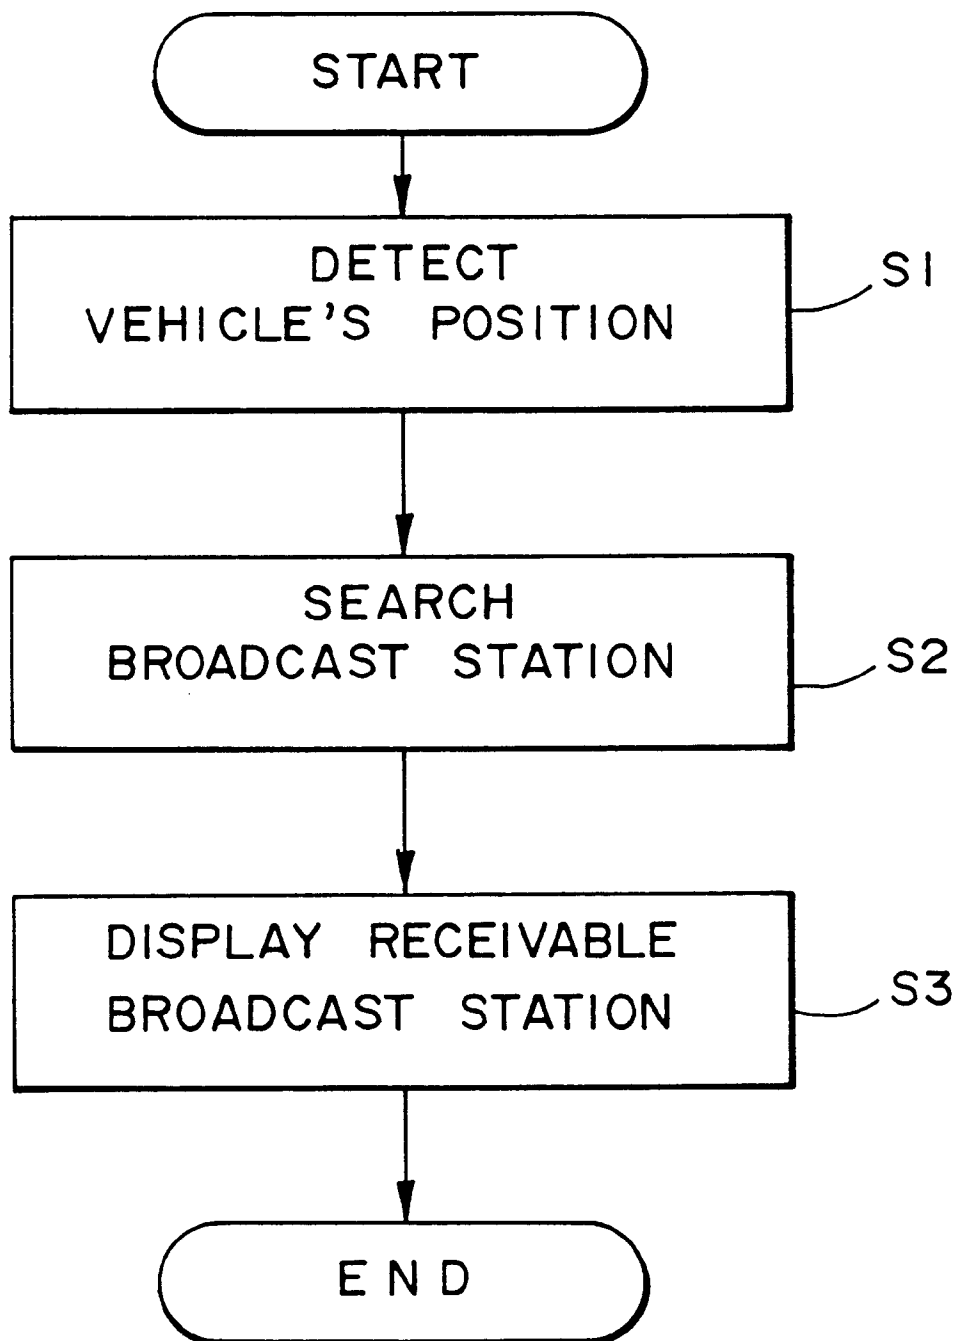 START
DETECT
VEHICLE'S POSITION
S1
SEARCH
BROADCAST STATION
S2
DISPLAY RECEIVABLE
BROADCAST STATION
S3
END